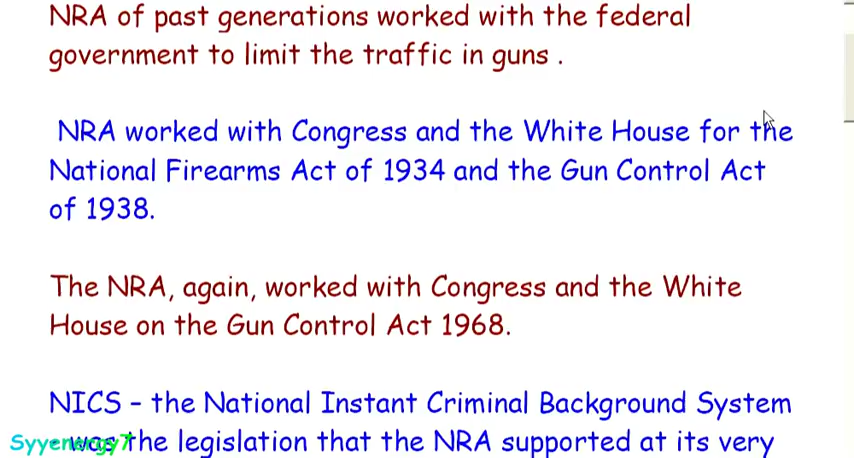 NRA of past generations worked with the federal
government to limit the traffic in guns .
NRA worked with Congress and the White House for the
National Firearms Act of 1934 and the Gun Control Act
of 1938.
The NRA, again, worked with Congress and the White
House on the Gun Control Act 1968.
NICS – the National Instant Criminal Background System
- was the legislation that the NRA supported at its very
Syyenergy7